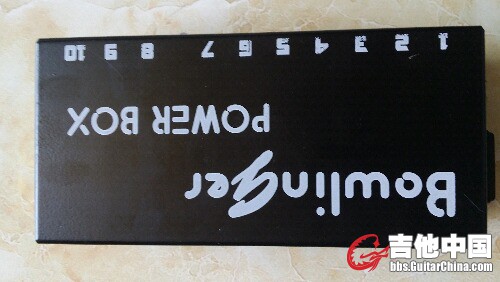 Bowlinger
POWER BOX
1 2 3 4 5 6 7 8 9 10
吉他中国
bbs.GuitarChina.com